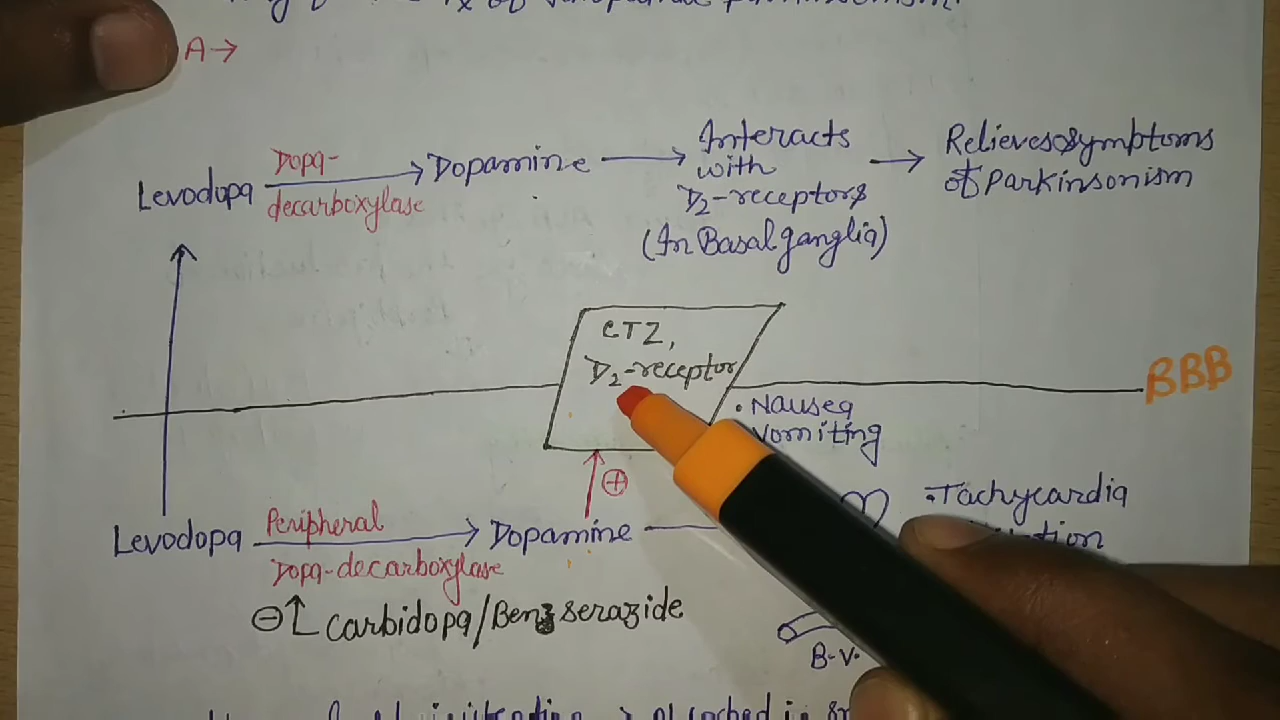 A→
Levodopa
Dopa-
decarboxylase
Dopamine
Interacts
with
D2-receptors
(In Basal ganglia)
Relieves symptoms
of Parkinsonism
CTZ,
D2-receptor
BBB
• Nausea
Vomiting
Levodopa
Peripheral
Dopa-decarboxylase
Dopamine
⊕
• Tachycardia
⊖ Carbidopa/Benserazide
B.V.